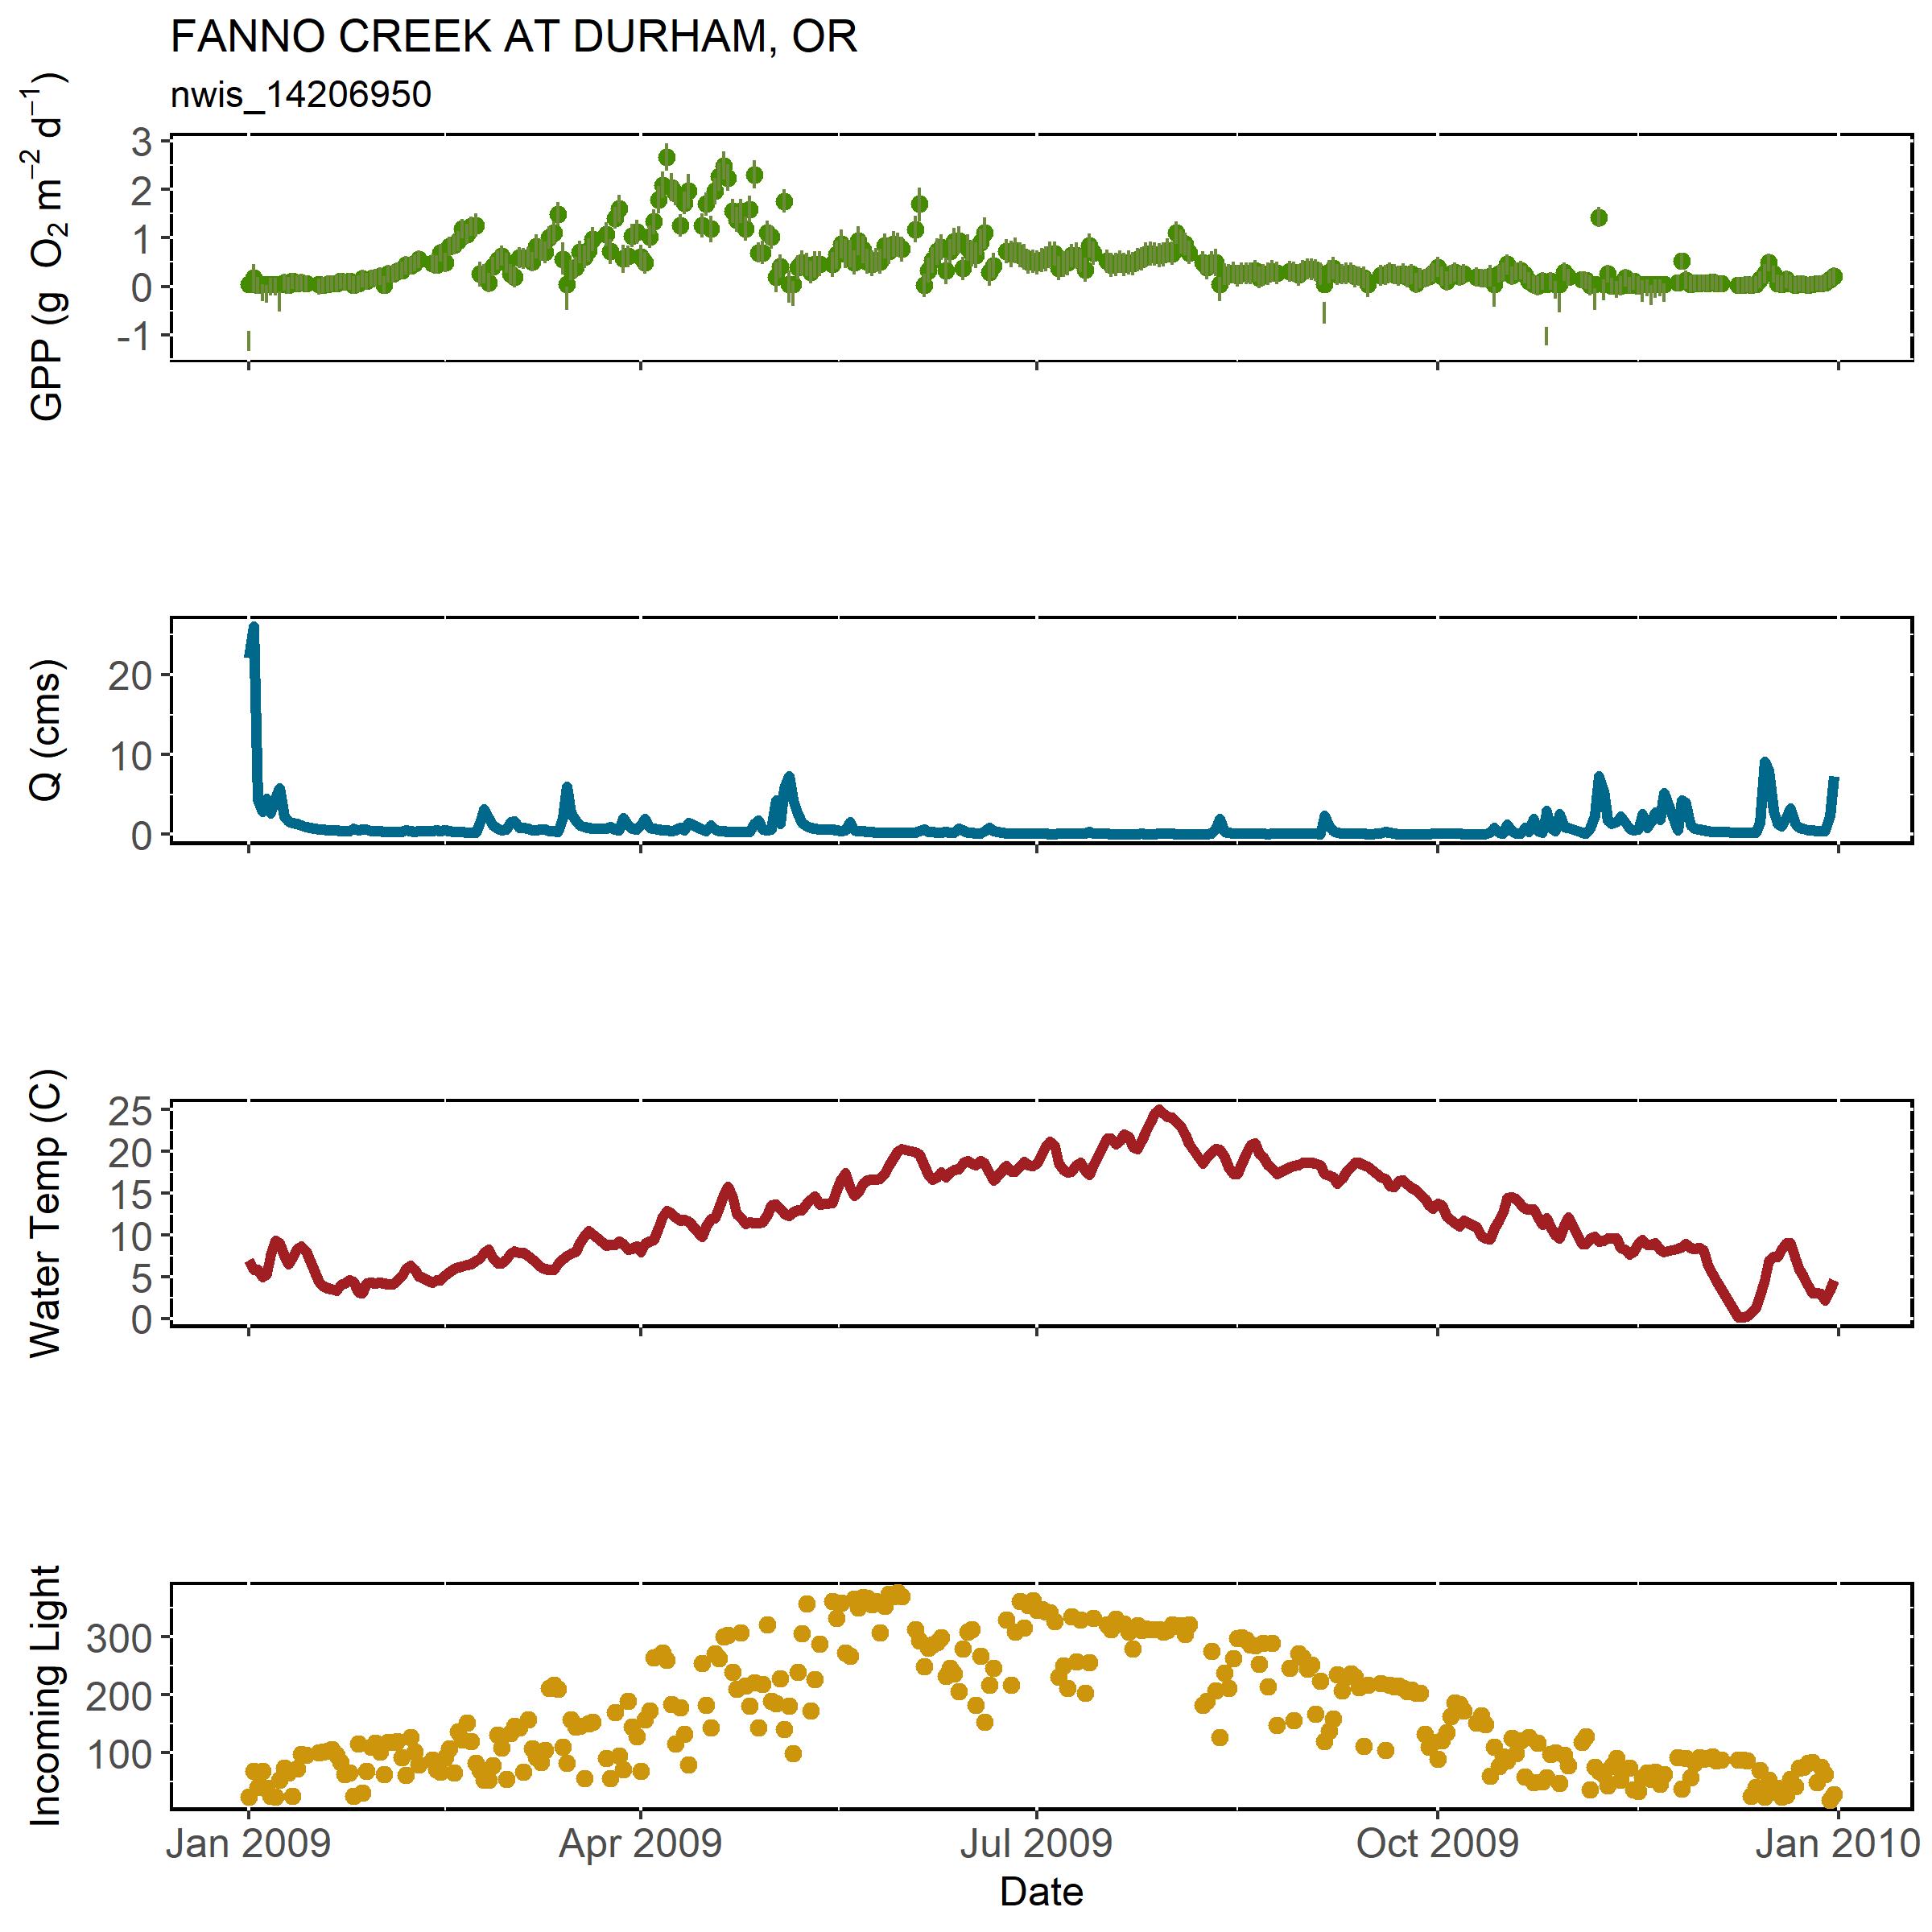 FANNO CREEK AT DURHAM, OR
nwis_14206950
GPP (g O₂ m⁻² d⁻¹)
3
2
1
0
-1
Q (cms)
20
10
0
Water Temp (C)
25
20
15
10
5
0
Incoming Light
300
200
100
Jan 2009 Apr 2009 Jul 2009 Oct 2009 Jan 2010
Date